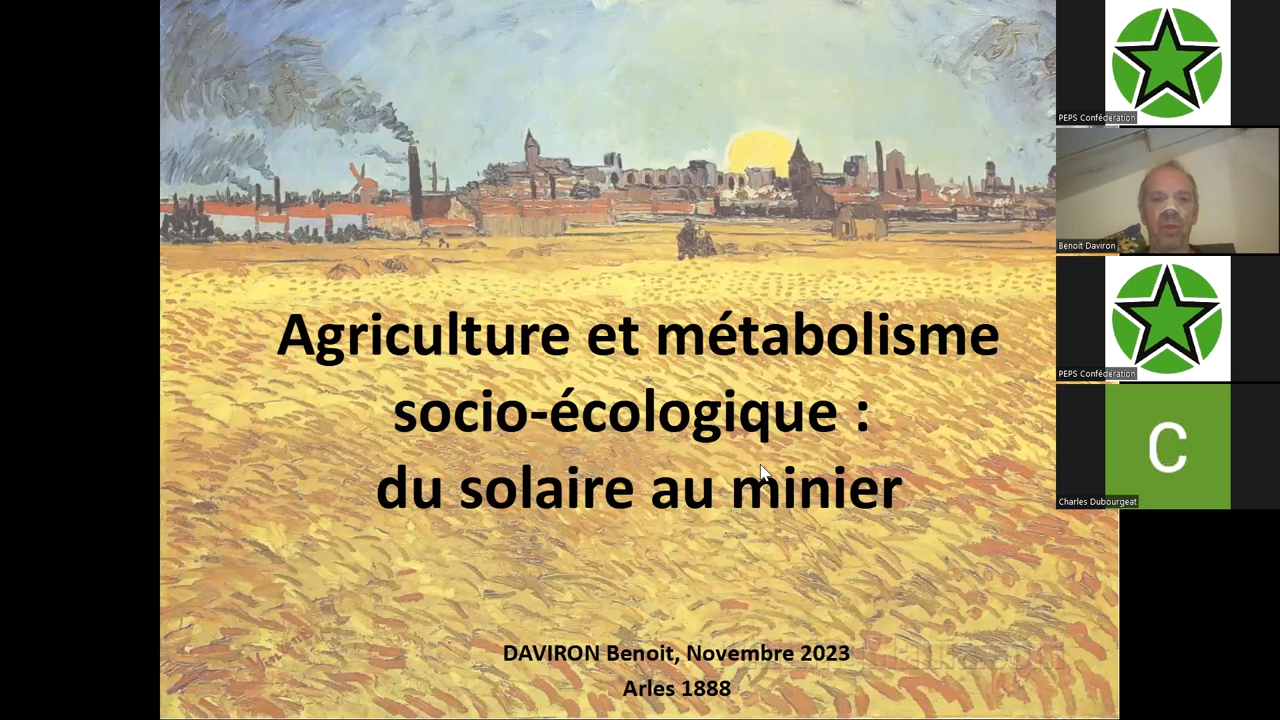 Agriculture et métabolisme
socio-écologique :
du solaire au minier
DAVIRON Benoit, Novembre 2023
Arles 1888
PEPS Confédération
Benoit Daviron
PEPS Confédération
C
Charles Dubourgeat